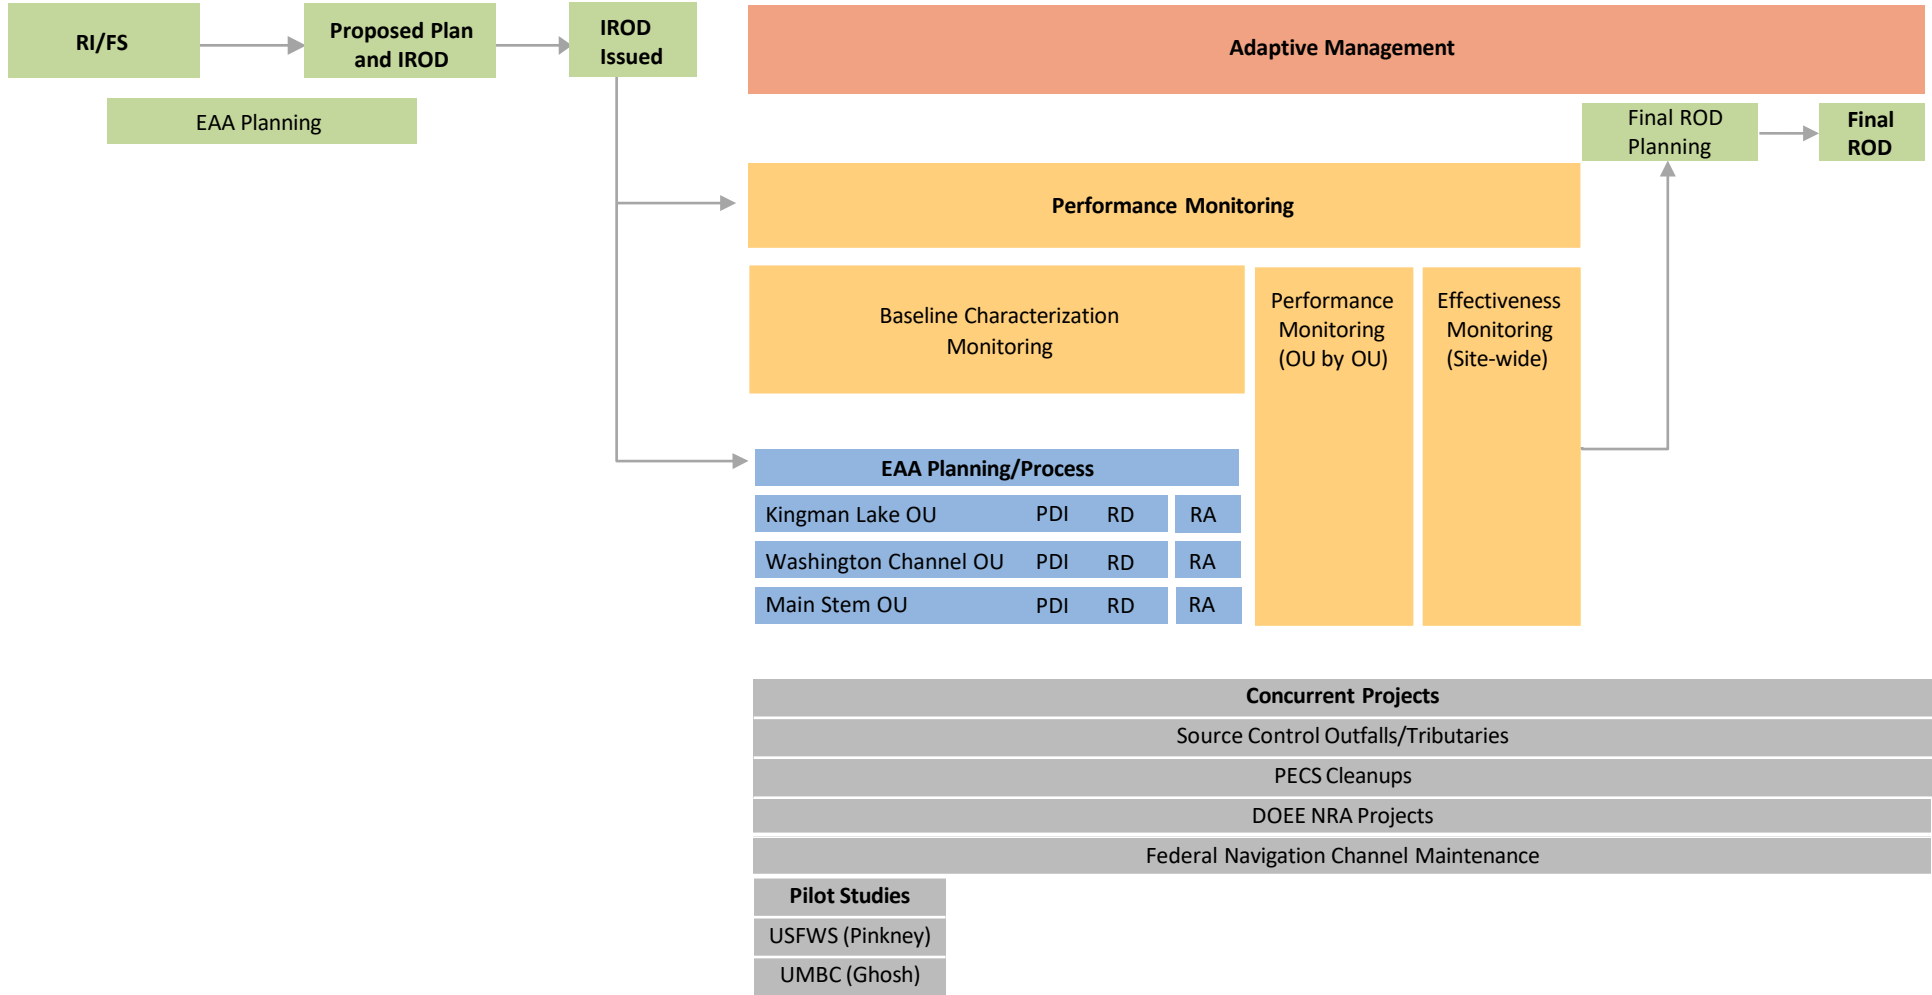 RI/FS
Proposed Plan
and IROD
IROD
Issued
Adaptive Management
EAA Planning
Final ROD
Planning
Final
ROD
Performance Monitoring
Baseline Characterization
Monitoring
Performance
Monitoring
(OU by OU)
Effectiveness
Monitoring
(Site-wide)
EAA Planning/Process
Kingman Lake OU PDI RD RA
Washington Channel OU PDI RD RA
Main Stem OU PDI RD RA
Concurrent Projects
Source Control Outfalls/Tributaries
PECS Cleanups
DOEE NRA Projects
Federal Navigation Channel Maintenance
Pilot Studies
USFWS (Pinkney)
UMBC (Ghosh)